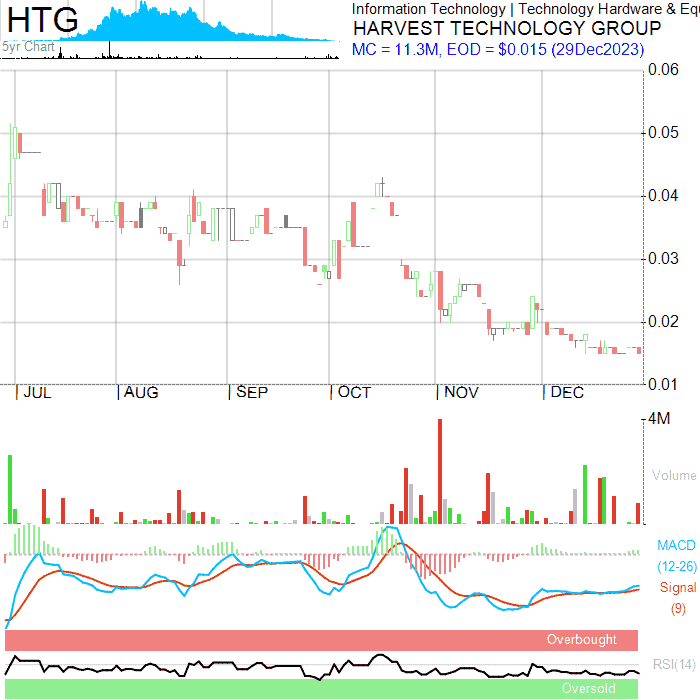 HTG
Information Technology | Technology Hardware & Equ
HARVEST TECHNOLOGY GROUP
5yr Chart
MC = 11.3M, EOD = $0.015 (29Dec2023)
0.06
0.05
0.04
0.03
0.02
0.01
JUL AUG SEP OCT NOV DEC
4M
Volume
MACD
(12-26)
Signal
(9)
Overbought
RSI(14)
Oversold